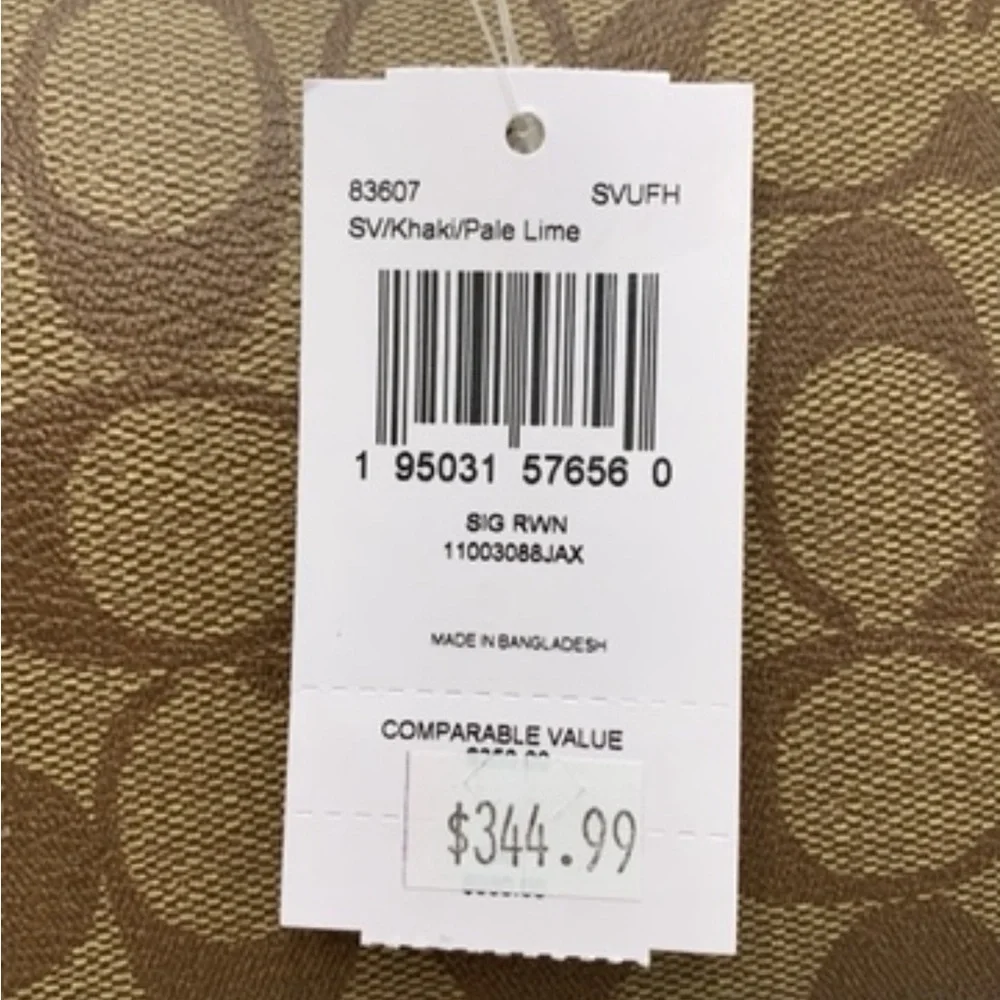 83607 SVUFH
SV/Khaki/Pale Lime
1 95031 57656 0
SIG RWN
11003088JAX
MADE IN BANGLADESH
COMPARABLE VALUE
$344.99